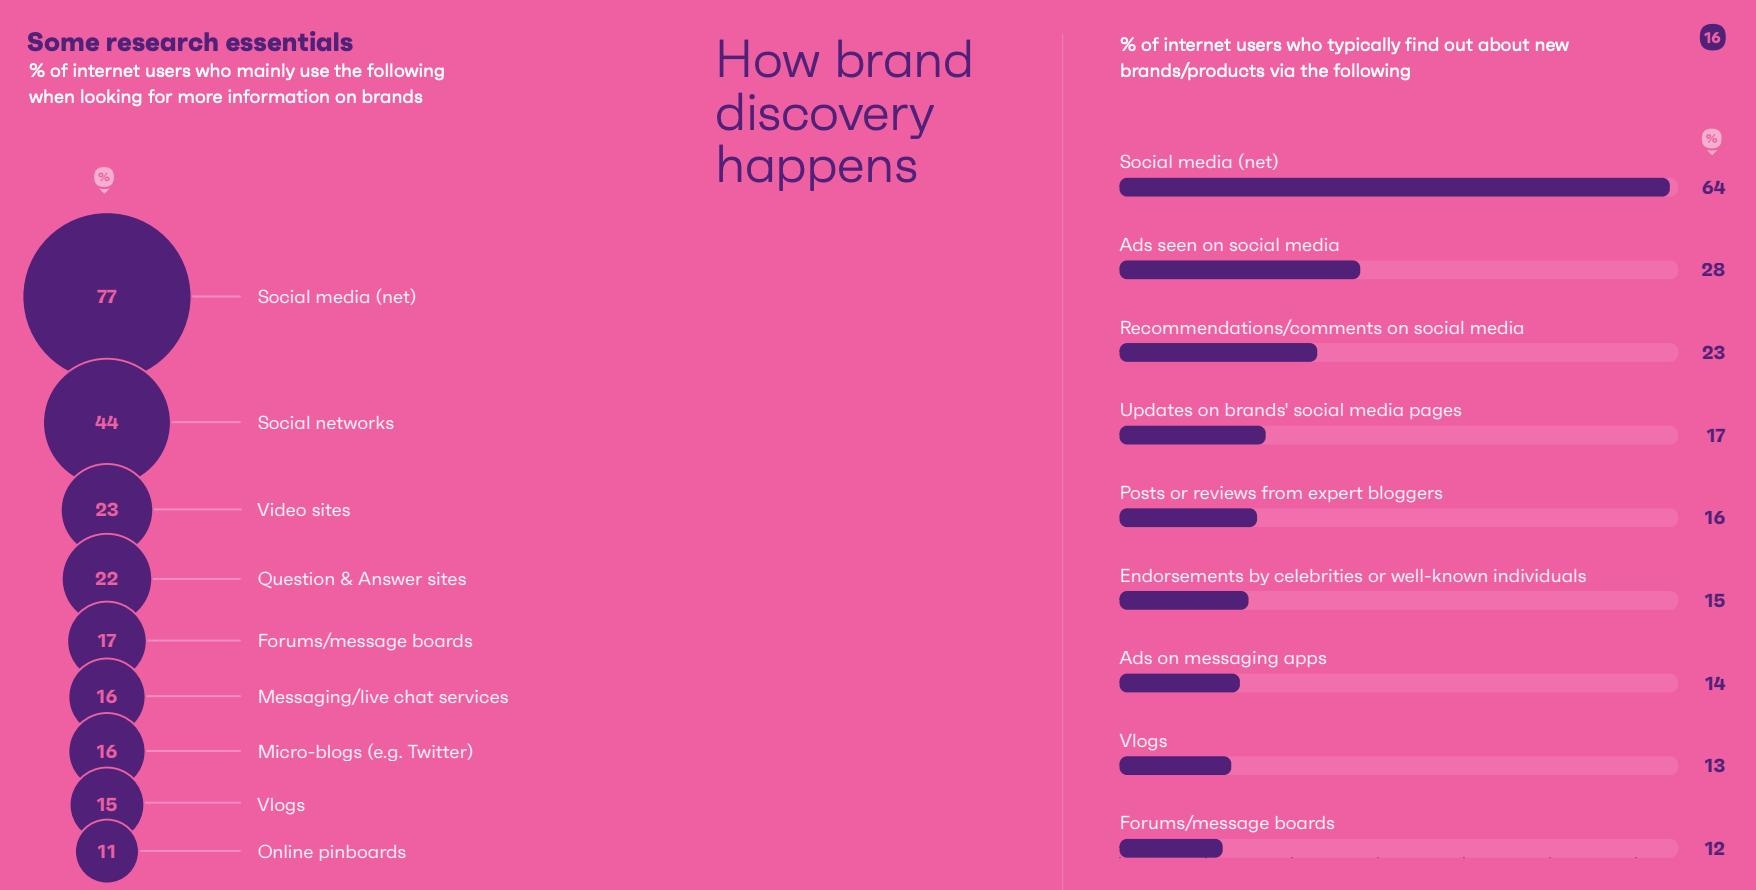 Some research essentials
% of internet users who mainly use the following
when looking for more information on brands
%
77
Social media (net)
44
Social networks
23
Video sites
22
Question & Answer sites
17
Forums/message boards
16
Messaging/live chat services
16
Micro-blogs (e.g. Twitter)
15
Vlogs
11
Online pinboards
How brand
discovery
happens
% of internet users who typically find out about new
brands/products via the following
16
%
Social media (net)
64
Ads seen on social media
28
Recommendations/comments on social media
23
Updates on brands' social media pages
17
Posts or reviews from expert bloggers
16
Endorsements by celebrities or well-known individuals
15
Ads on messaging apps
14
Vlogs
13
Forums/message boards
12